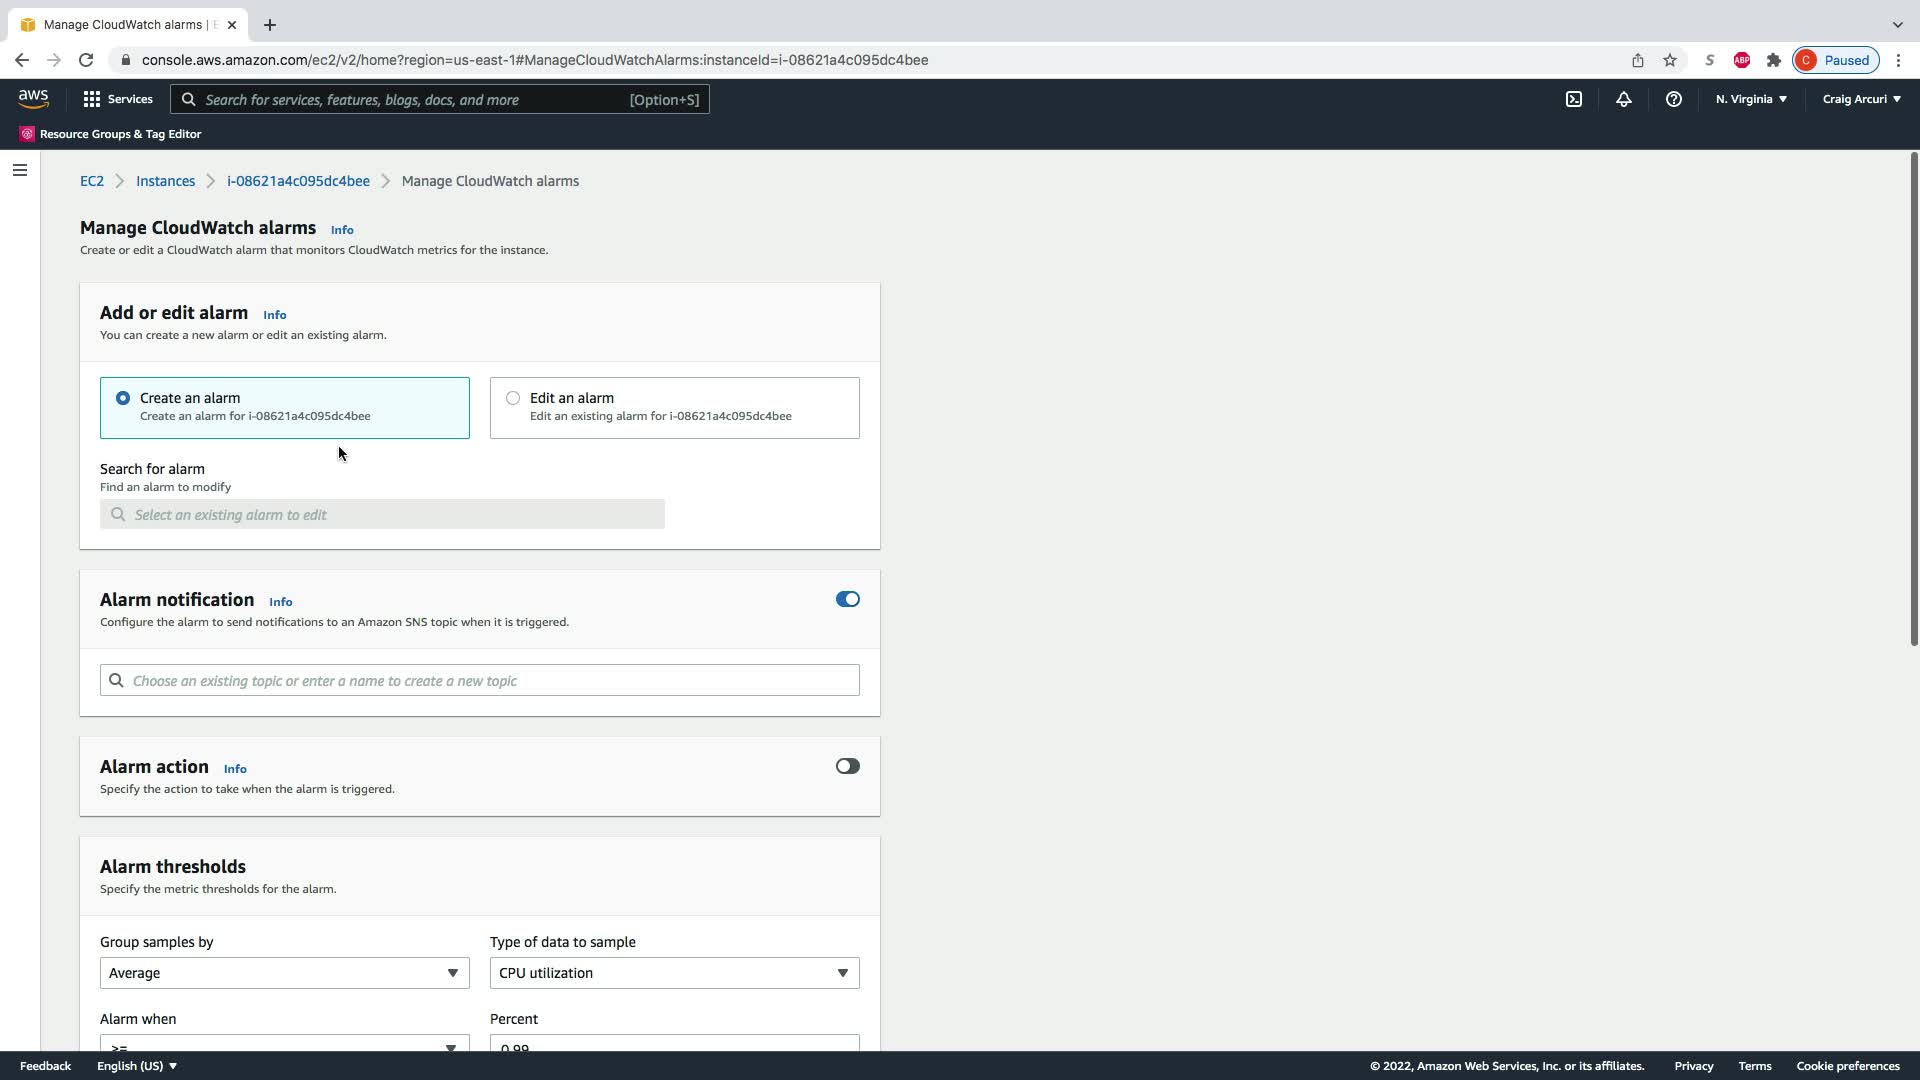 Manage CloudWatch alarms | E
console.aws.amazon.com/ec2/v2/home?region=us-east-1#ManageCloudWatchAlarms:instanceId=i-08621a4c095dc4bee
S
ABP
C
Paused
aws
Services
Search for services, features, blogs, docs, and more
[Option+S]
N. Virginia
Craig Arcuri
Resource Groups & Tag Editor
EC2
Instances
i-08621a4c095dc4bee
Manage CloudWatch alarms
Manage CloudWatch alarms
Info
Create or edit a CloudWatch alarm that monitors CloudWatch metrics for the instance.
Add or edit alarm
Info
You can create a new alarm or edit an existing alarm.
Create an alarm
Create an alarm for i-08621a4c095dc4bee
Edit an alarm
Edit an existing alarm for i-08621a4c095dc4bee
Search for alarm
Find an alarm to modify
Select an existing alarm to edit
Alarm notification
Info
Configure the alarm to send notifications to an Amazon SNS topic when it is triggered.
Choose an existing topic or enter a name to create a new topic
Alarm action
Info
Specify the action to take when the alarm is triggered.
Alarm thresholds
Specify the metric thresholds for the alarm.
Group samples by
Average
Type of data to sample
CPU utilization
Alarm when
>=
Percent
0.99
Feedback
English (US)
© 2022, Amazon Web Services, Inc. or its affiliates.
Privacy
Terms
Cookie preferences